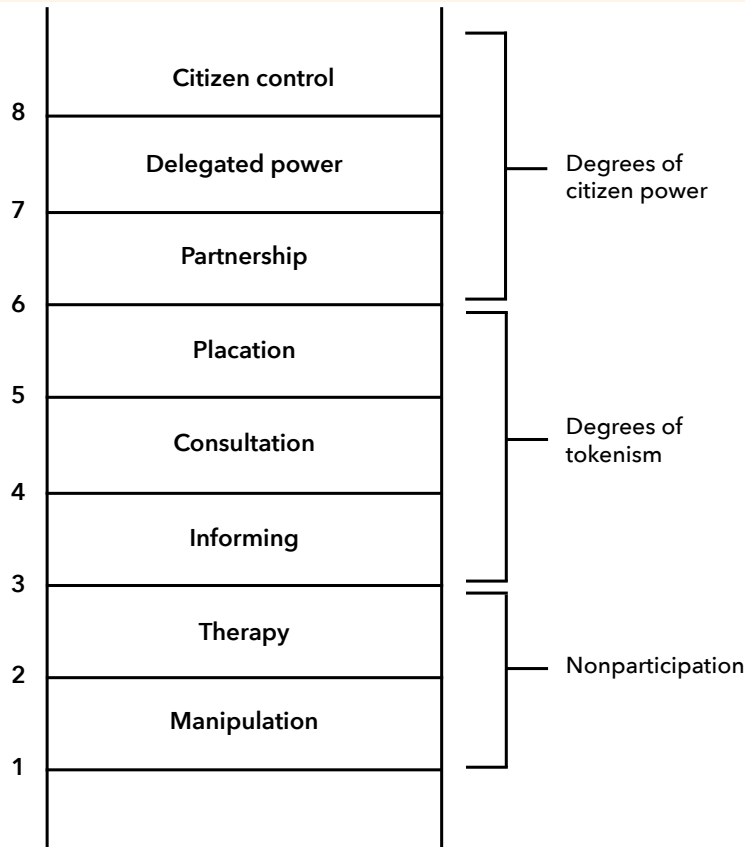 Citizen control
8
Delegated power
Degrees of
citizen power
7
Partnership
6
Placation
5
Degrees of
tokenism
Consultation
4
Informing
3
Therapy
Nonparticipation
2
Manipulation
1